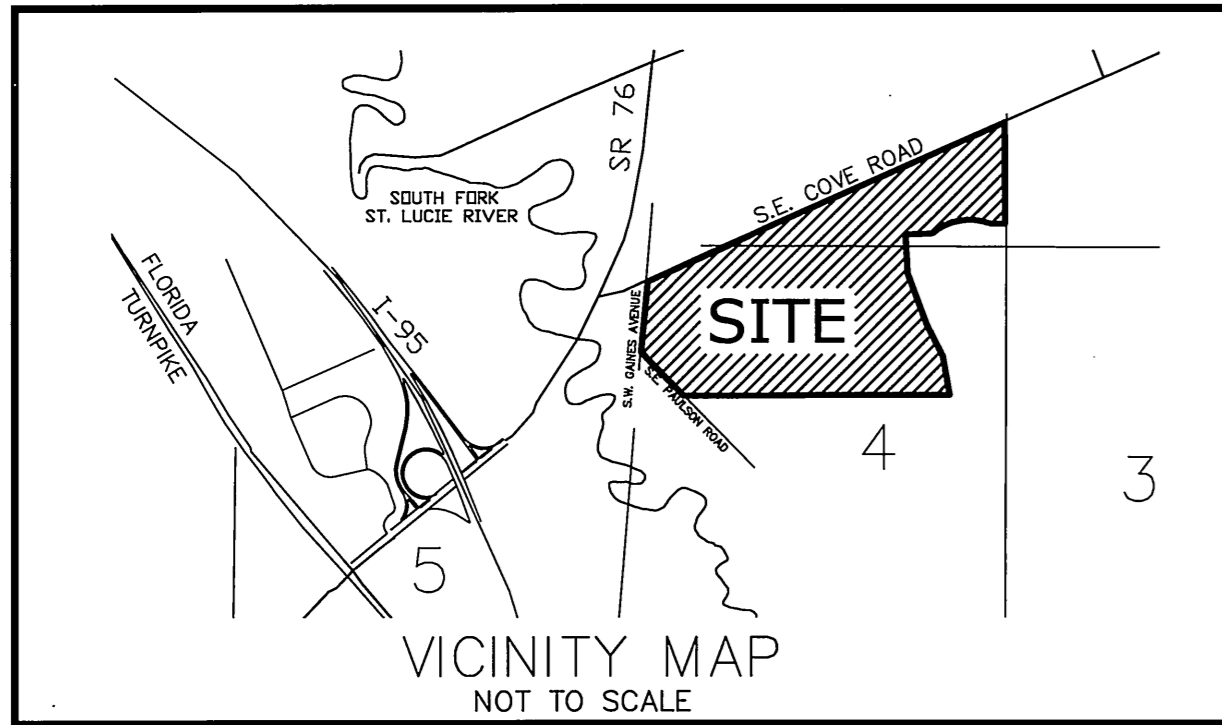 SR 76
S.E. COVE ROAD
SOUTH FORK
ST. LUCIE RIVER
FLORIDA
TURNPIKE
I-95
S.W. GAINES AVENUE
SITE
S.E. PAULSON ROAD
4
3
5
VICINITY MAP
NOT TO SCALE